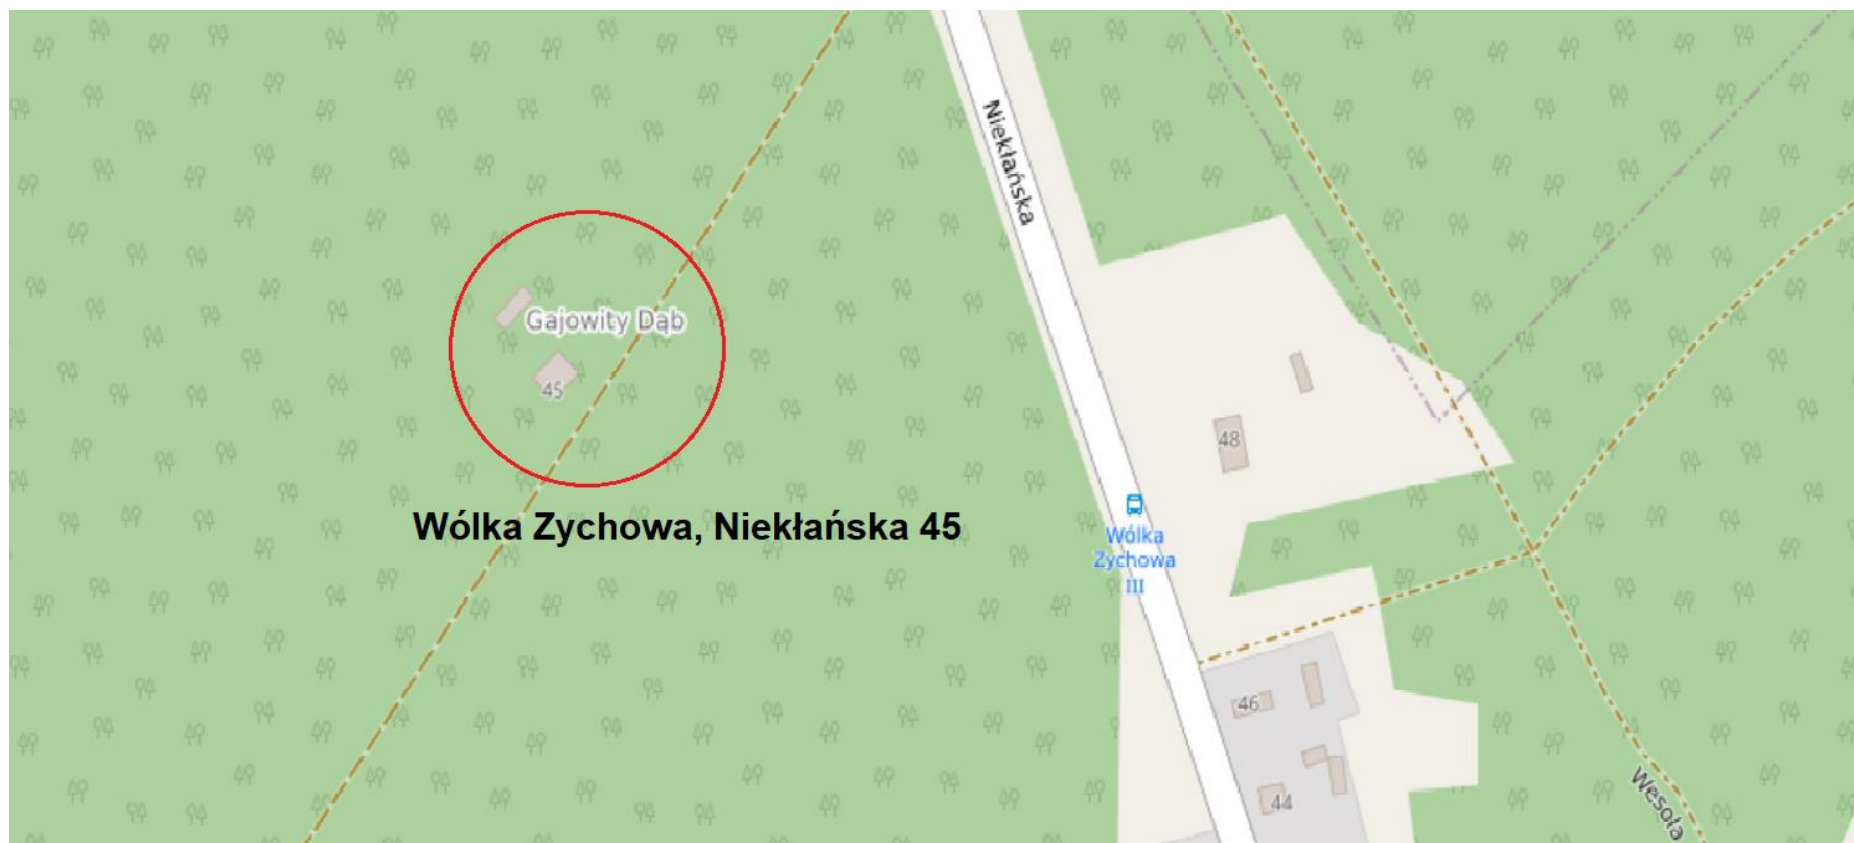 Niekłańska
Gajowity Dąb
45
48
Wólka Zychowa, Niekłańska 45
Wólka
Zychowa
III
46
44
Wesoła